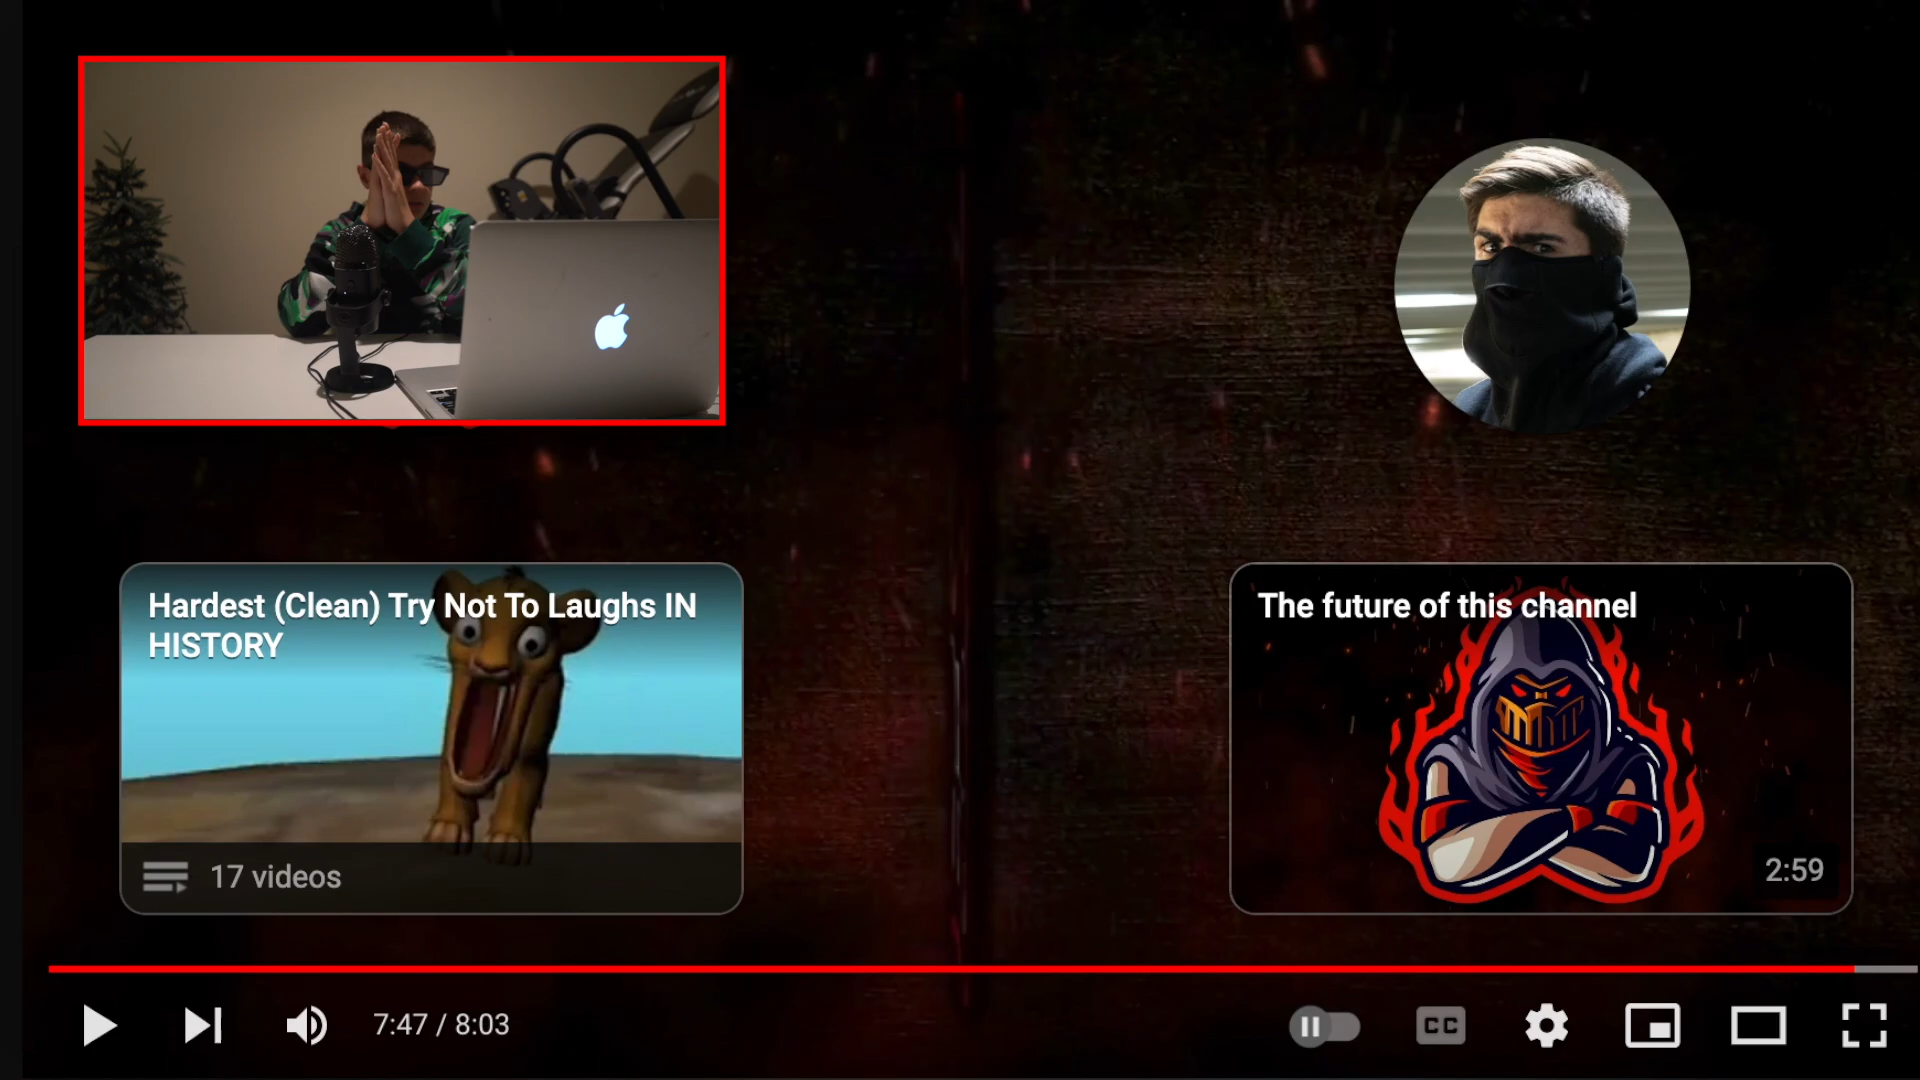 Hardest (Clean) Try Not To Laughs IN
HISTORY
17 videos
The future of this channel
2:59
7:47 / 8:03
CC